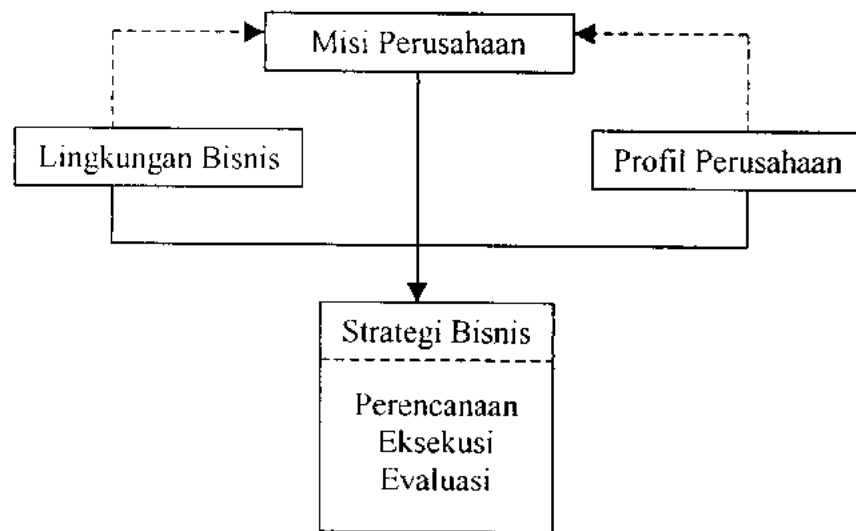 Misi Perusahaan
Lingkungan Bisnis
Profil Perusahaan
Strategi Bisnis
Perencanaan
Eksekusi
Evaluasi